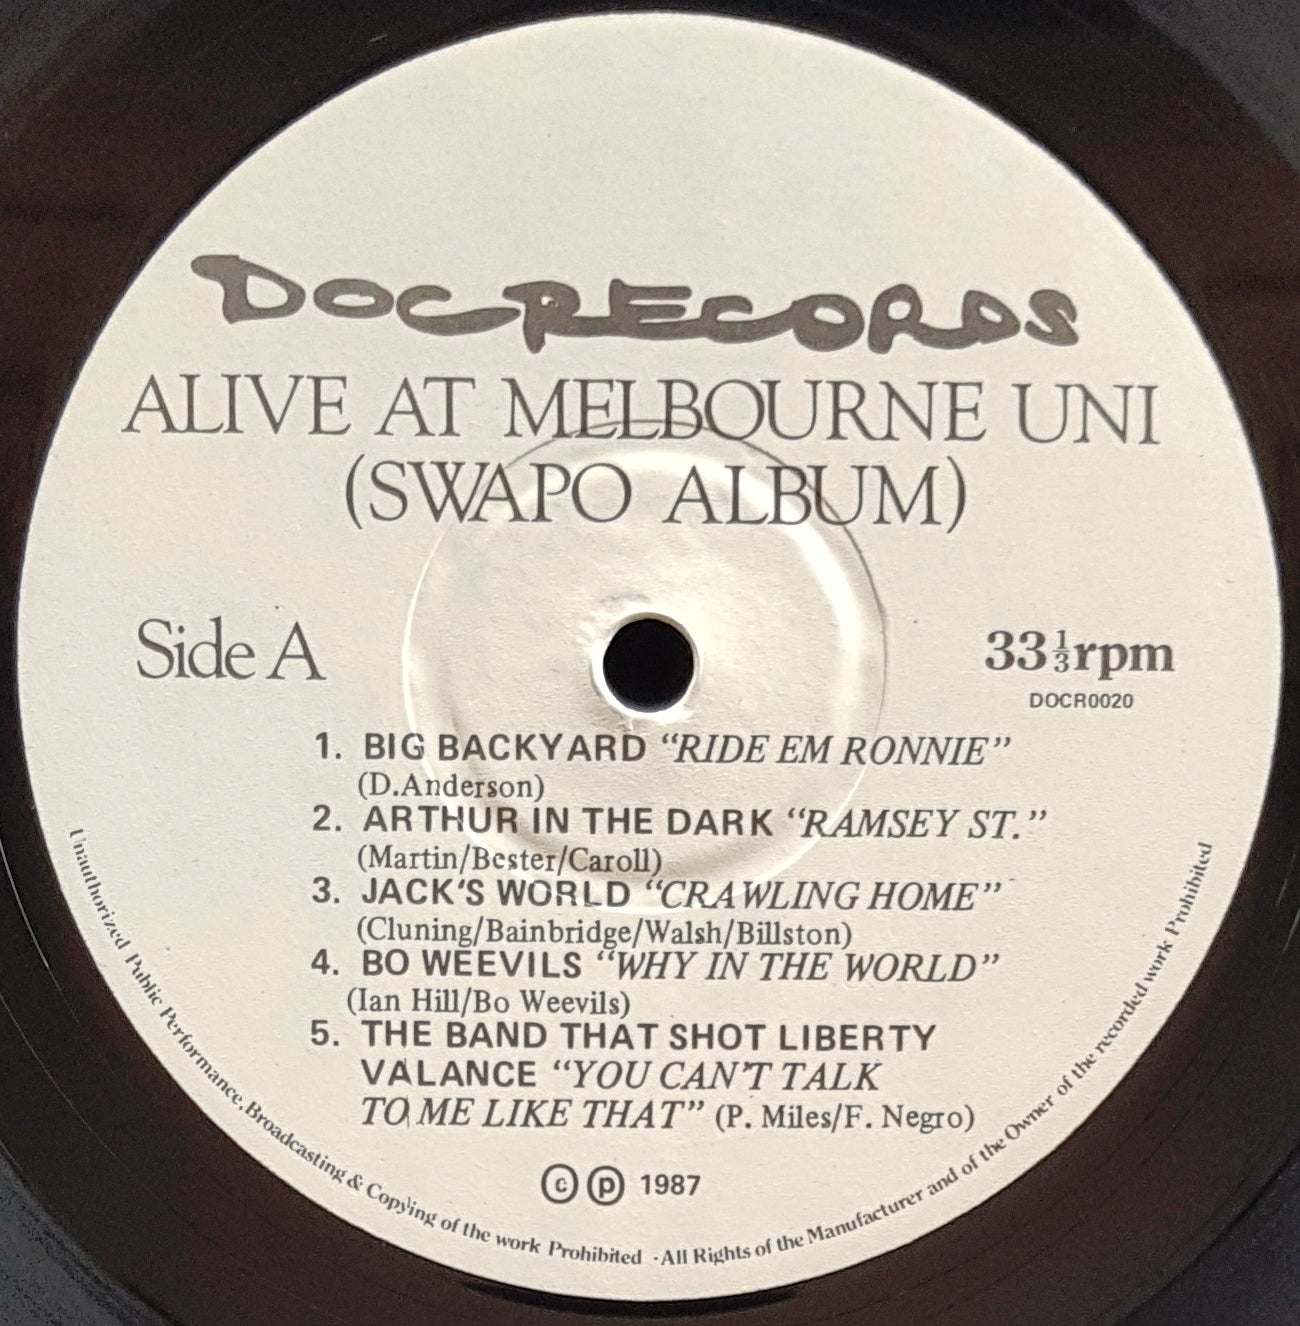 DOC RECORDS
ALIVE AT MELBOURNE UNI
(SWAPO ALBUM)
Side A
33⅓rpm
DOCR0020
1. BIG BACKYARD “RIDE EM RONNIE”
(D.Anderson)
2. ARTHUR IN THE DARK “RAMSEY ST.”
(Martin/Bester/Caroll)
3. JACK'S WORLD “CRAWLING HOME”
(Cluning/Bainbridge/Walsh/Billston)
4. BO WEEVILS “WHY IN THE WORLD”
(Ian Hill/Bo Weevils)
5. THE BAND THAT SHOT LIBERTY
VALANCE “YOU CAN'T TALK
TO ME LIKE THAT” (P. Miles/F. Negro)
© ℗ 1987
Unauthorized Public Performance, Broadcasting & Copying of the work Prohibited - All Rights of the Manufacturer and of the Owner of the recorded work Prohibited